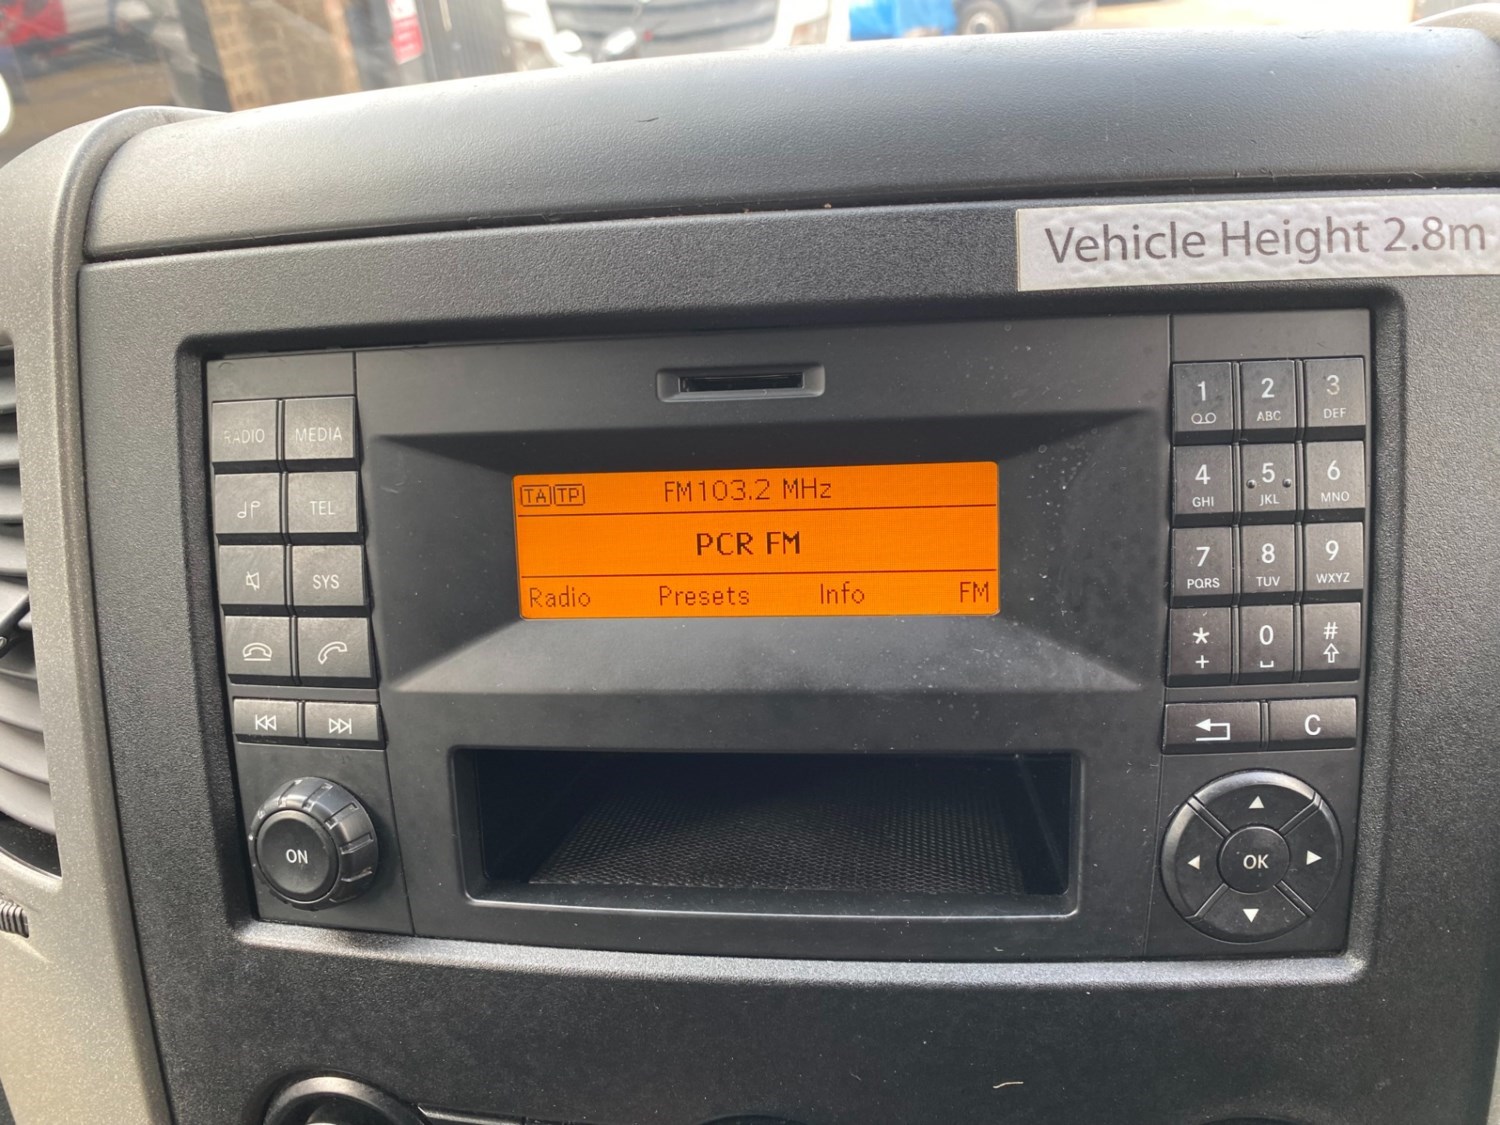 Vehicle Height 2.8m
RADIO MEDIA
TEL
SYS
ON
TA TP FM 103.2 MHz
PCR FM
Radio Presets Info FM
1 2 3
ABC DEF
4 5 6
GHI JKL MNO
7 8 9
PQRS TUV WXYZ
* 0 #
+
C
OK